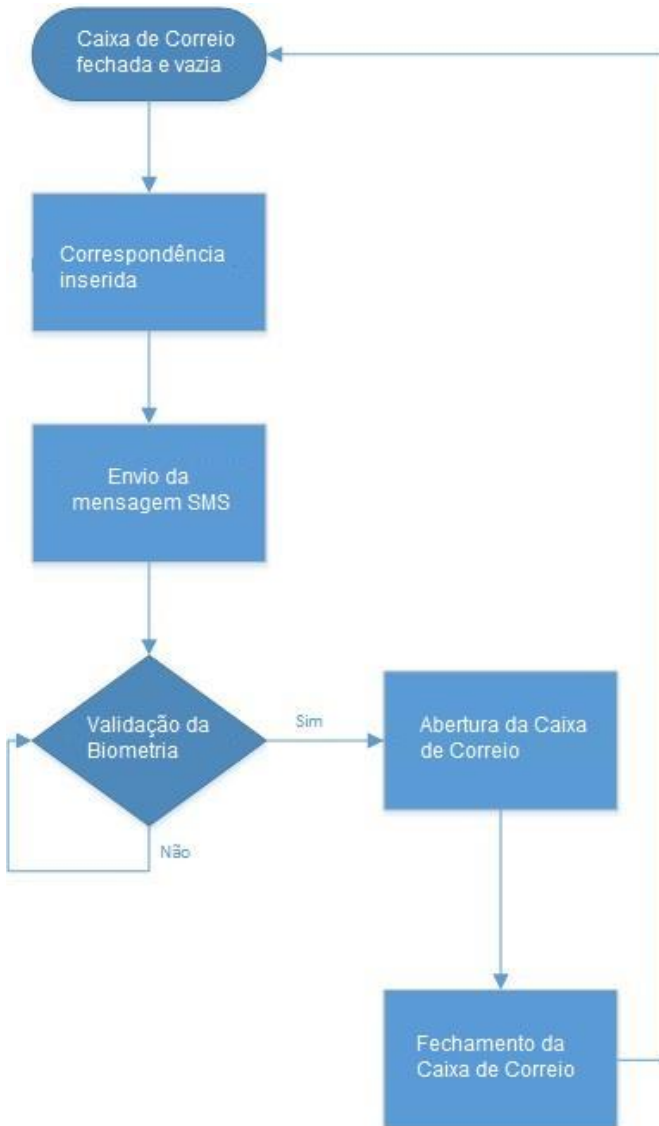 Caixa de Correio
fechada e vazia
Correspondência
inserida
Envio da
mensagem SMS
Validação da
Biometria
Sim
Não
Abertura da Caixa
de Correio
Fechamento da
Caixa de Correio